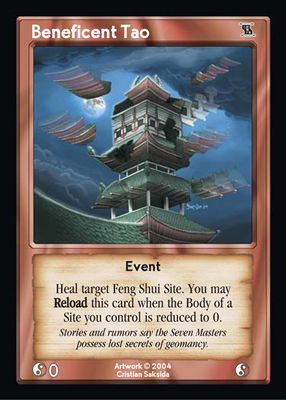 Beneficent Tao
Event
Heal target Feng Shui Site. You may
Reload this card when the Body of a
Site you control is reduced to 0.
Stories and rumors say the Seven Masters
possess lost secrets of geomancy.
0
Artwork © 2004
Cristian Saksida